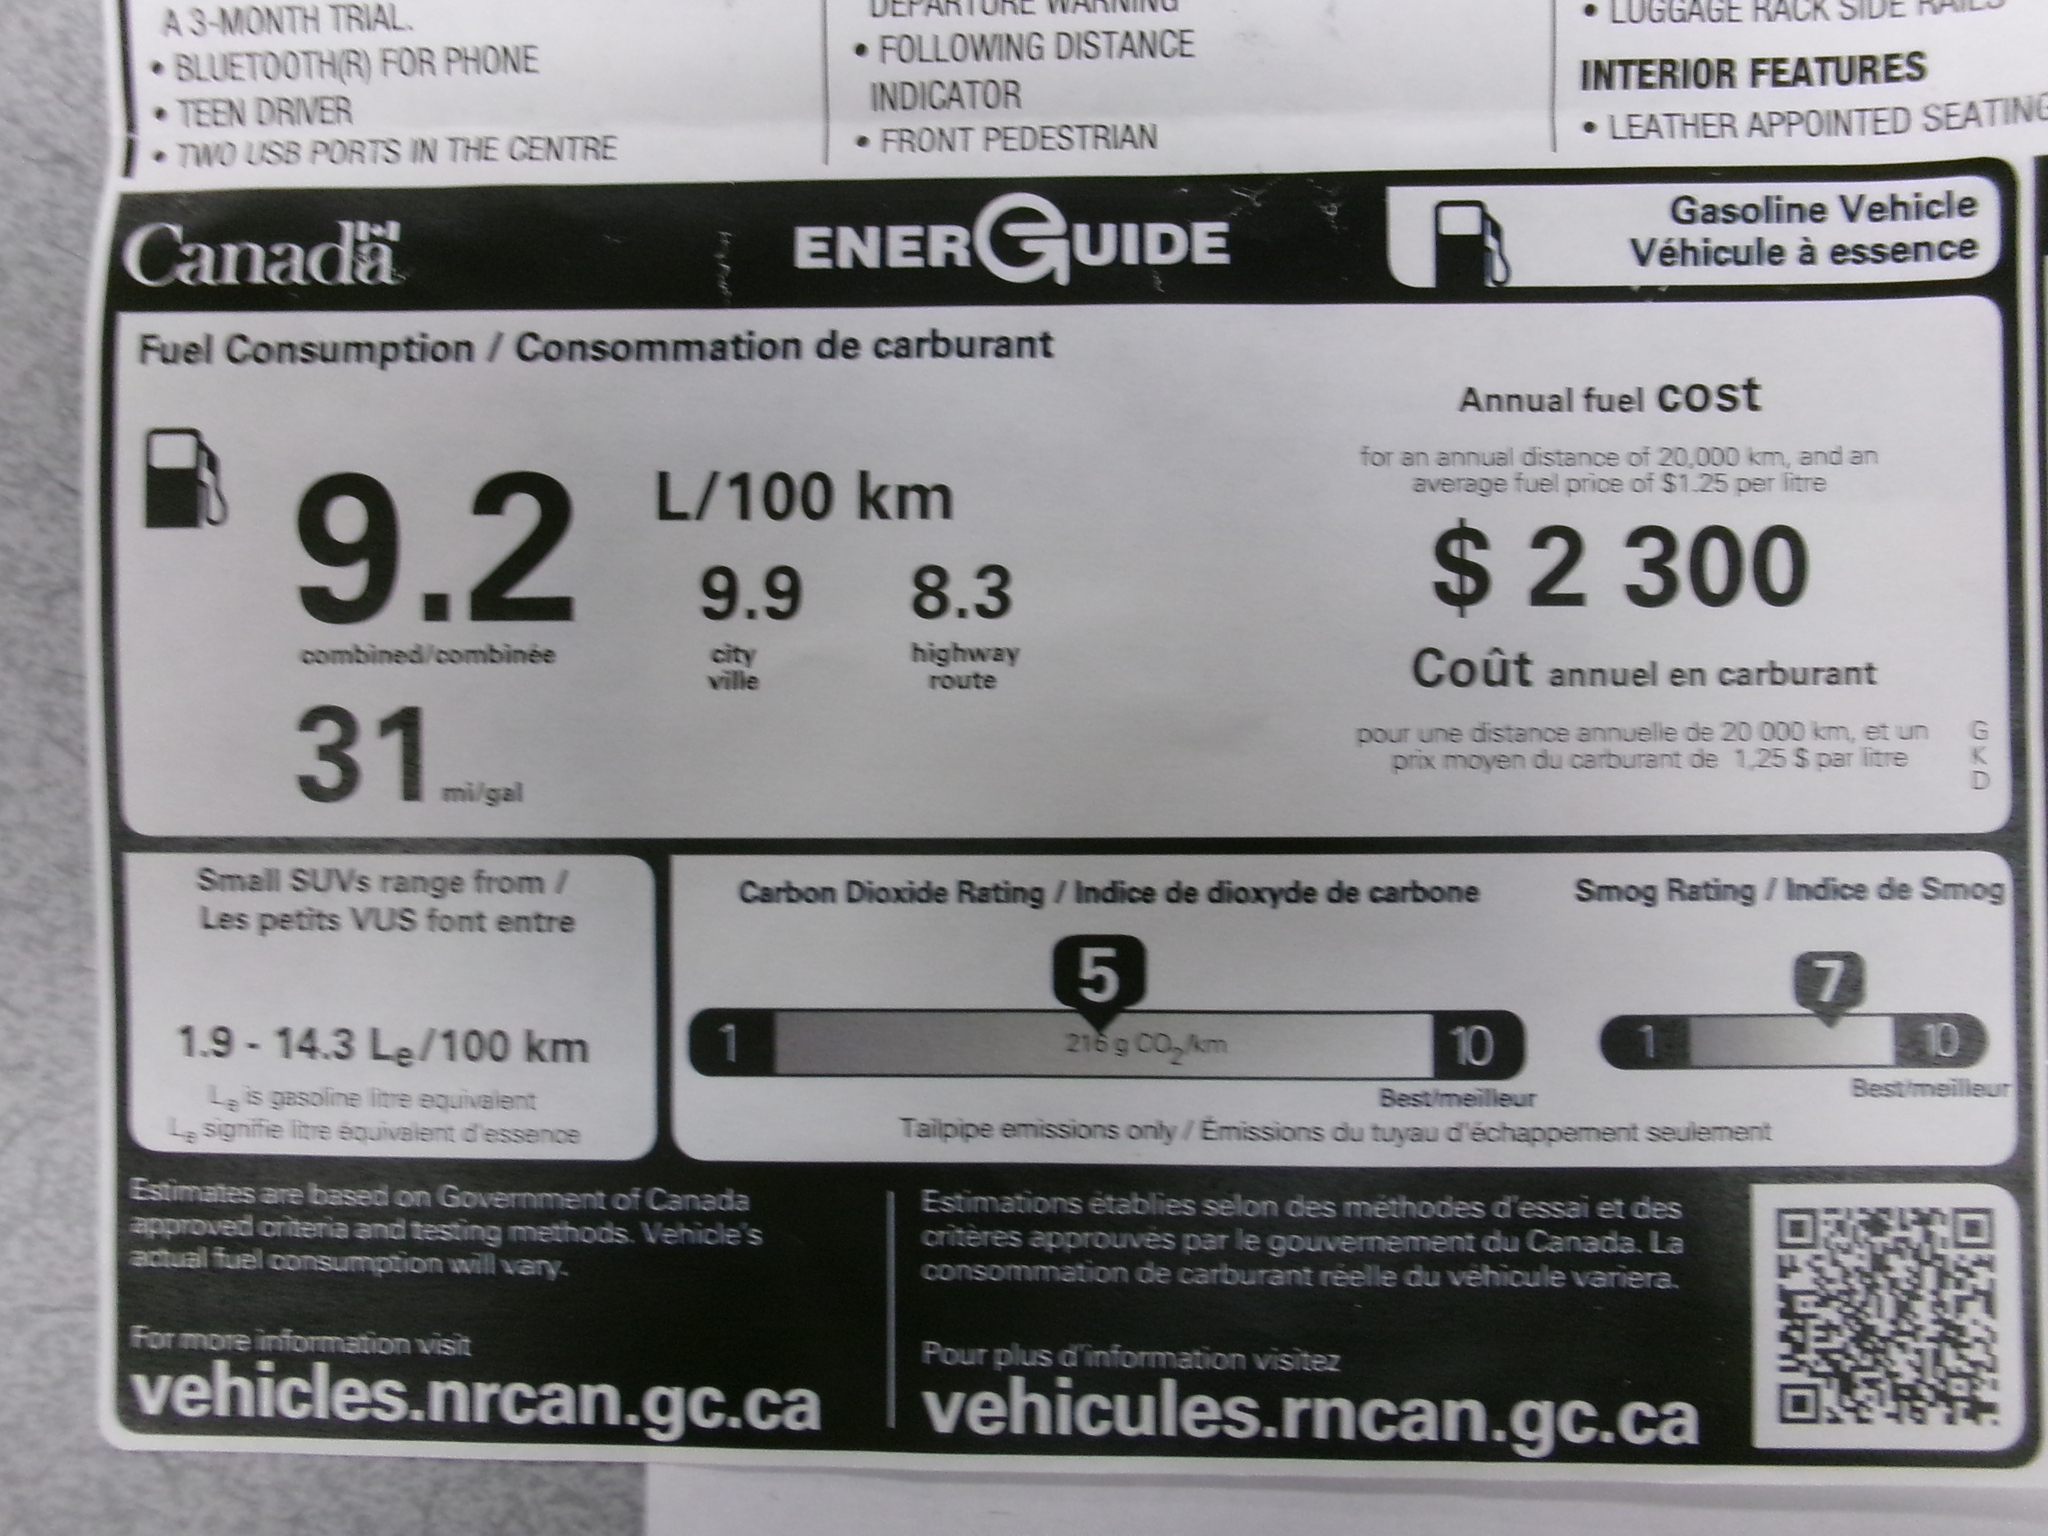 A 3-MONTH TRIAL.
• BLUETOOTH(R) FOR PHONE
• TEEN DRIVER
• TWO USB PORTS IN THE CENTRE
DEPARTURE WARNING
• FOLLOWING DISTANCE
INDICATOR
• FRONT PEDESTRIAN
• LUGGAGE RACK SIDE RAILS
INTERIOR FEATURES
• LEATHER APPOINTED SEATING
Canada
ENERGUIDE
Gasoline Vehicle
Véhicule à essence
Fuel Consumption / Consommation de carburant
9.2 L/100 km
combined/combinée
9.9 8.3
city highway
ville route
31 mi/gal
Annual fuel cost
for an annual distance of 20,000 km, and an
average fuel price of $1.25 per litre
$ 2 300
Coût annuel en carburant
pour une distance annuelle de 20 000 km, et un
prix moyen du carburant de 1,25 $ par litre
G
K
D
Small SUVs range from /
Les petits VUS font entre
1.9 - 14.3 Le/100 km
Le is gasoline litre equivalent
Le signifie litre équivalent d'essence
Carbon Dioxide Rating / Indice de dioxyde de carbone
5
1 216 g CO2/km 10
Best/meilleur
Smog Rating / Indice de Smog
7
1 10
Best/meilleur
Tailpipe emissions only / Émissions du tuyau d'échappement seulement
Estimates are based on Government of Canada
approved criteria and testing methods. Vehicle's
actual fuel consumption will vary.
For more information visit
vehicles.nrcan.gc.ca
Estimations établies selon des méthodes d'essai et des
critères approuvés par le gouvernement du Canada. La
consommation de carburant réelle du véhicule variera.
Pour plus d'information visitez
vehicules.rncan.gc.ca